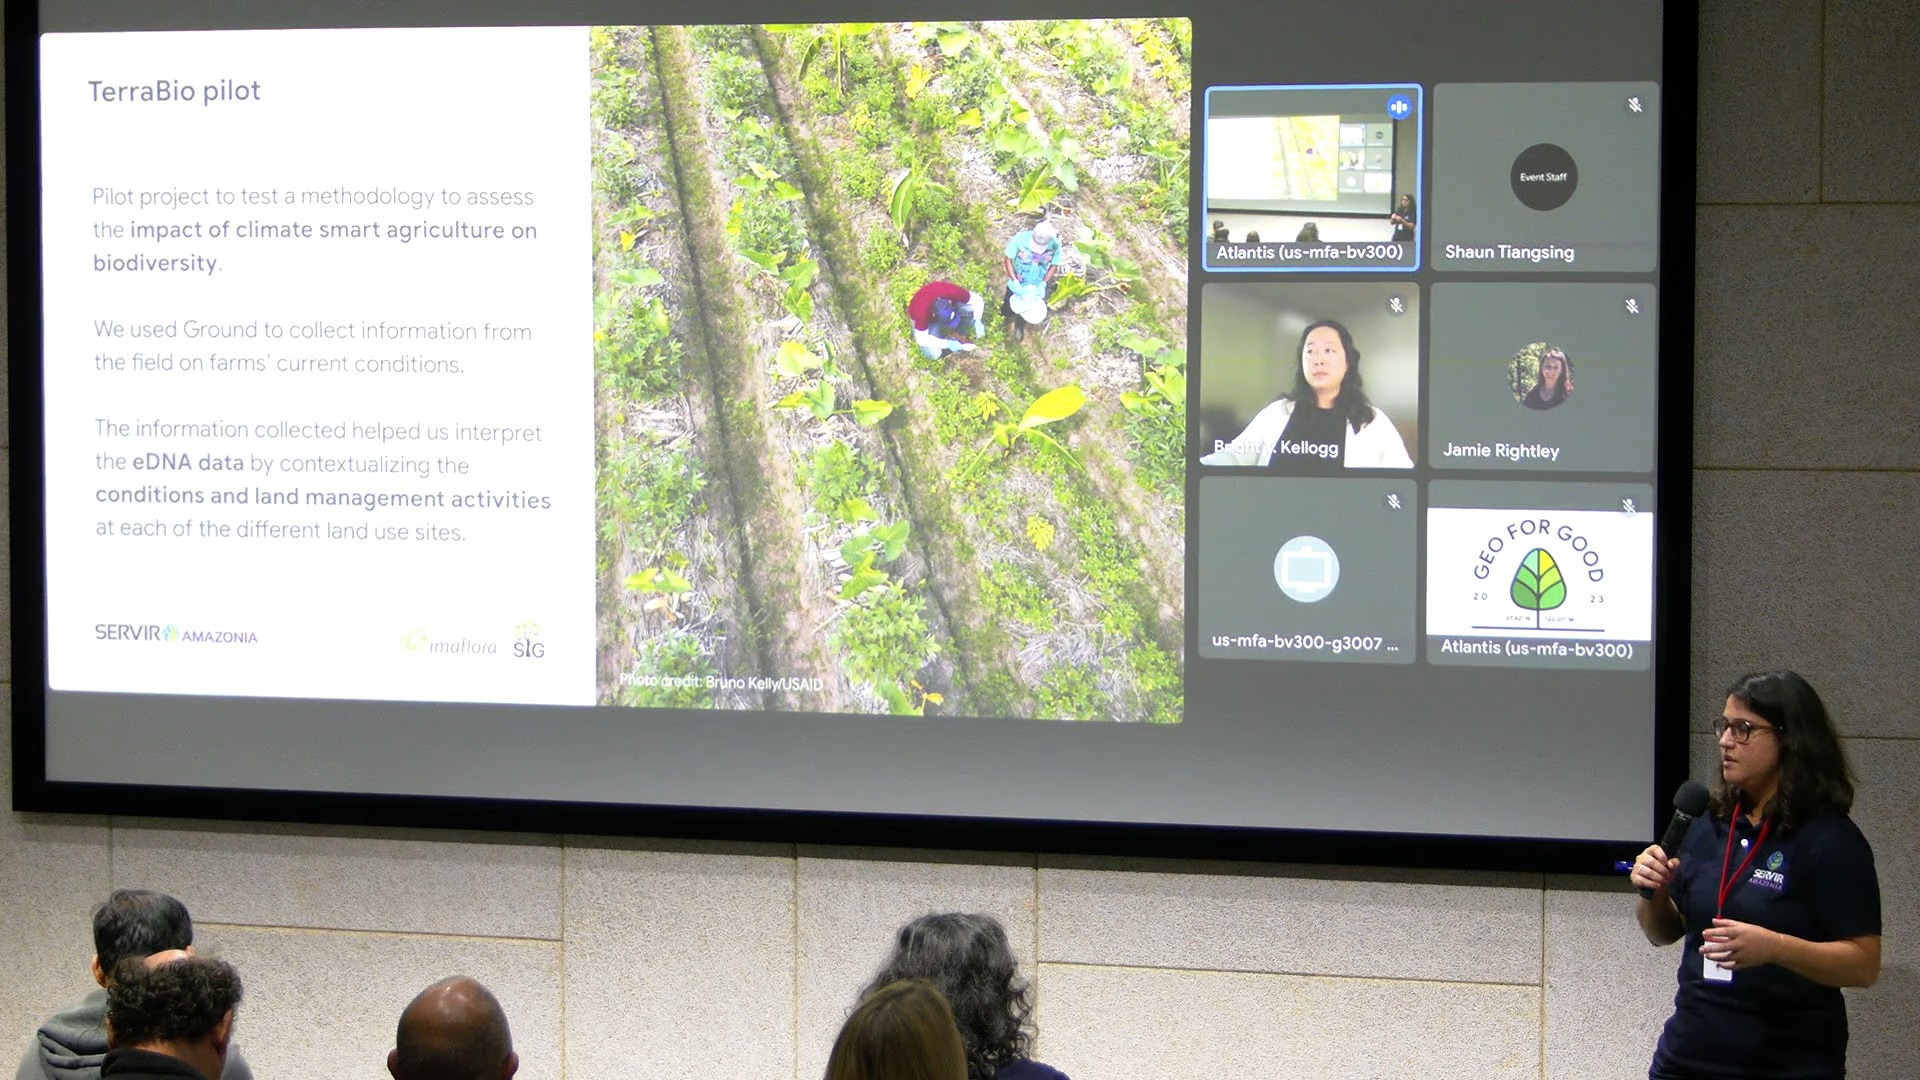 TerraBio pilot
Pilot project to test a methodology to assess
the impact of climate smart agriculture on
biodiversity.
We used Ground to collect information from
the field on farms' current conditions.
The information collected helped us interpret
the eDNA data by contextualizing the
conditions and land management activities
at each of the different land use sites.
SERVIR AMAZONIA
imaflora
SIG
Photo credit: Bruno Kelly/USAID
Atlantis (us-mfa-bv300)
Event Staff
Shaun Tiangsing
Kellogg
Jamie Rightley
us-mfa-bv300-g3007 ...
GEO FOR GOOD
20 23
Atlantis (us-mfa-bv300)
SERVIR
AMAZONIA